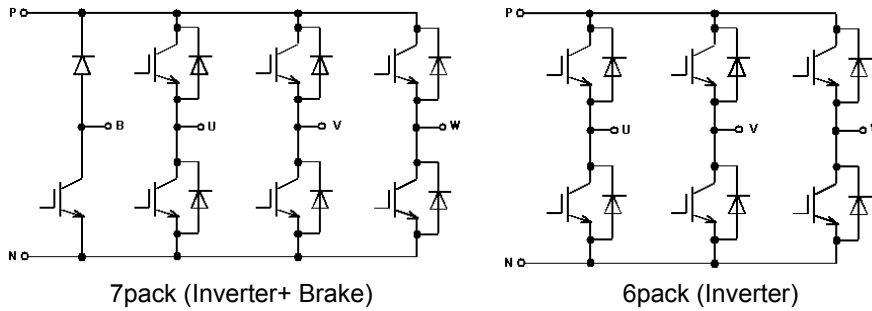 P
B
U
V
W
N
7pack (Inverter+ Brake)
P
U
V
N
6pack (Inverter)